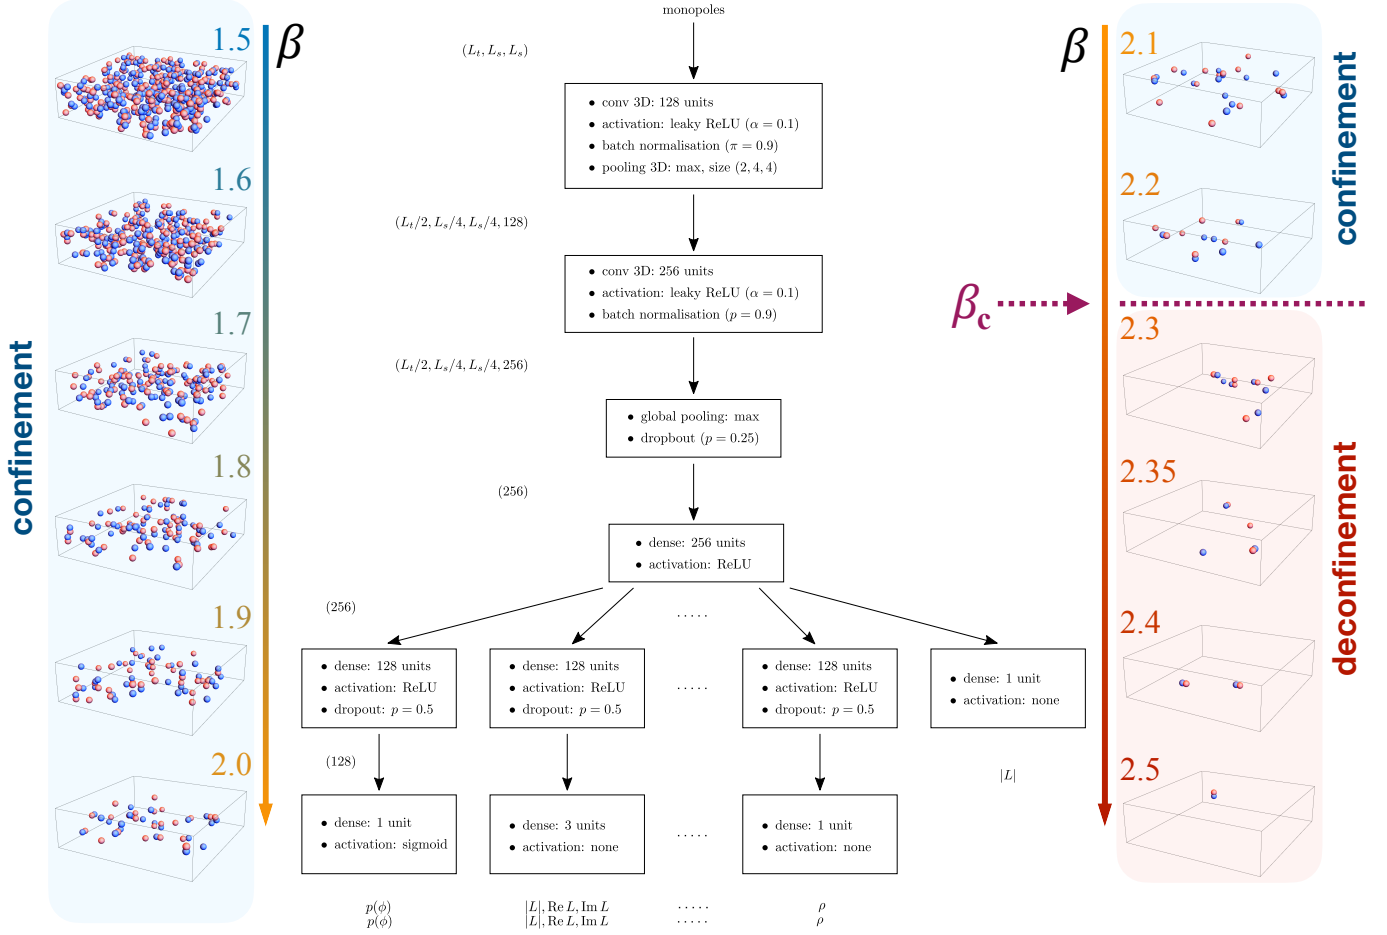 monopoles
(L_t, L_s, L_s)
• conv 3D: 128 units
• activation: leaky ReLU (α = 0.1)
• batch normalisation (π = 0.9)
• pooling 3D: max, size (2, 4, 4)
(L_t/2, L_s/4, L_s/4, 128)
• conv 3D: 256 units
• activation: leaky ReLU (α = 0.1)
• batch normalisation (p = 0.9)
(L_t/2, L_s/4, L_s/4, 256)
• global pooling: max
• dropbout (p = 0.25)
(256)
• dense: 256 units
• activation: ReLU
(256)
.....
• dense: 128 units
• activation: ReLU
• dropout: p = 0.5
• dense: 128 units
• activation: ReLU
• dropout: p = 0.5
.....
• dense: 128 units
• activation: ReLU
• dropout: p = 0.5
• dense: 1 unit
• activation: none
(128)
|L|
• dense: 1 unit
• activation: sigmoid
• dense: 3 units
• activation: none
.....
• dense: 1 unit
• activation: none
p(φ)
|L|, Re L, Im L
.....
ρ
p(φ)
|L|, Re L, Im L
.....
ρ
confinement
β
1.5
1.6
1.7
1.8
1.9
2.0
β
2.1
2.2
β_c
2.3
2.35
2.4
2.5
confinement
deconfinement